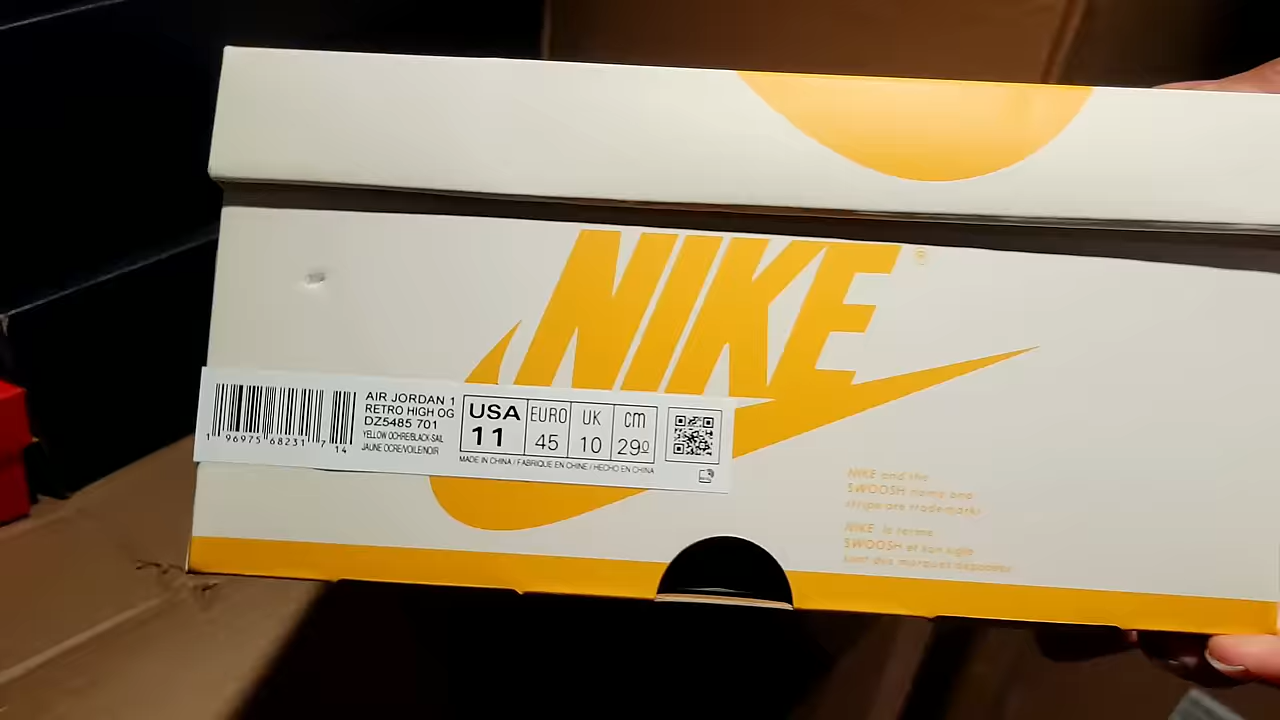 NIKE
®
AIR JORDAN 1
RETRO HIGH OG
DZ5485 701
YELLOW OCHRE/BLACK-SAIL
JAUNE OCRE/VOILE/NOIR
1 96975 68231 7 14
USA EURO UK cm
11 45 10 290
MADE IN CHINA / FABRIQUE EN CHINE / HECHO EN CHINA
NIKE and the
SWOOSH name and
stripe are trademarks
NIKE le terme
SWOOSH et son sigle
sont des marques deposees